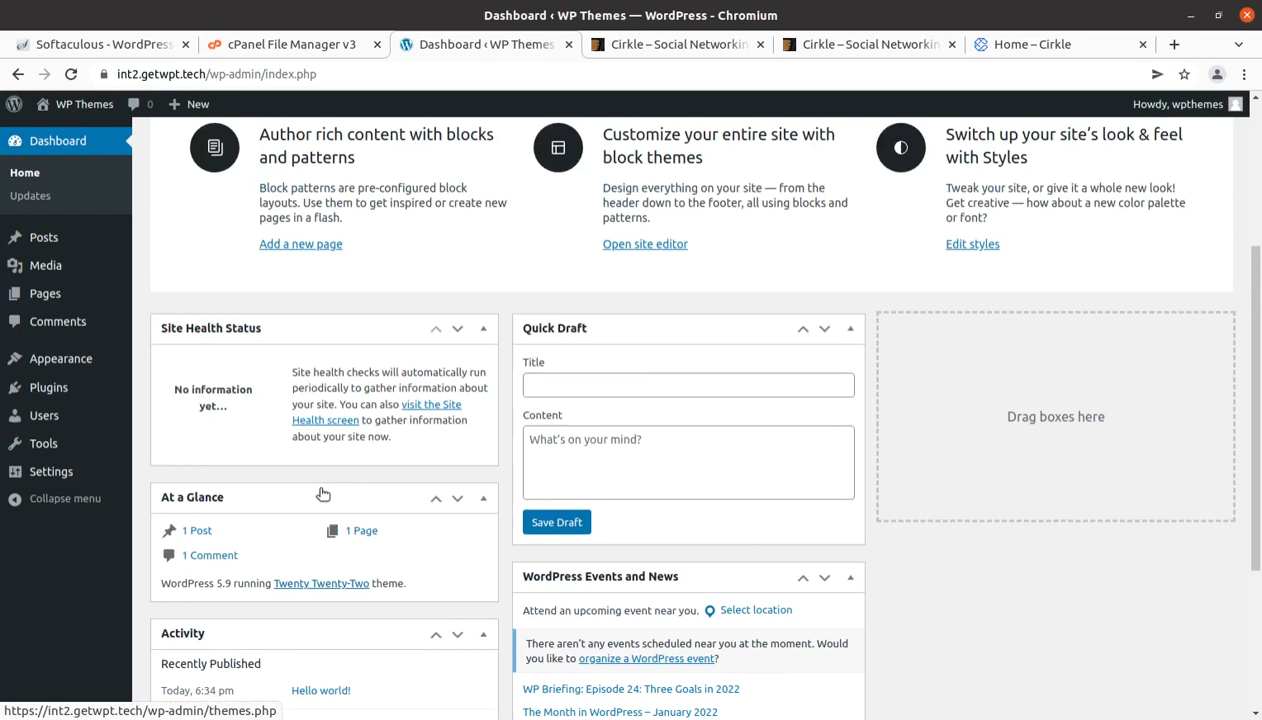 Dashboard ‹ WP Themes — WordPress - Chromium
Softaculous - WordPress
cPanel File Manager v3
Dashboard ‹ WP Themes
Cirkle – Social Networkin
Cirkle – Social Networkin
Home – Cirkle
int2.getwpt.tech/wp-admin/index.php
WP Themes
0
New
Howdy, wpthemes
Dashboard
Home
Updates
Posts
Media
Pages
Comments
Appearance
Plugins
Users
Tools
Settings
Collapse menu
Author rich content with blocks
and patterns
Block patterns are pre-configured block
layouts. Use them to get inspired or create new
pages in a flash.
Add a new page
Customize your entire site with
block themes
Design everything on your site — from the
header down to the footer, all using blocks and
patterns.
Open site editor
Switch up your site’s look & feel
with Styles
Tweak your site, or give it a whole new look!
Get creative — how about a new color palette
or font?
Edit styles
Site Health Status
No information
yet…
Site health checks will automatically run
periodically to gather information about
your site. You can also visit the Site
Health screen to gather information
about your site now.
At a Glance
1 Post
1 Page
1 Comment
WordPress 5.9 running Twenty Twenty-Two theme.
Activity
Recently Published
Today, 6:34 pm
Hello world!
Quick Draft
Title
Content
What’s on your mind?
Save Draft
WordPress Events and News
Attend an upcoming event near you.
Select location
There aren’t any events scheduled near you at the moment. Would
you like to organize a WordPress event?
WP Briefing: Episode 24: Three Goals in 2022
The Month in WordPress – January 2022
Drag boxes here
https://int2.getwpt.tech/wp-admin/themes.php